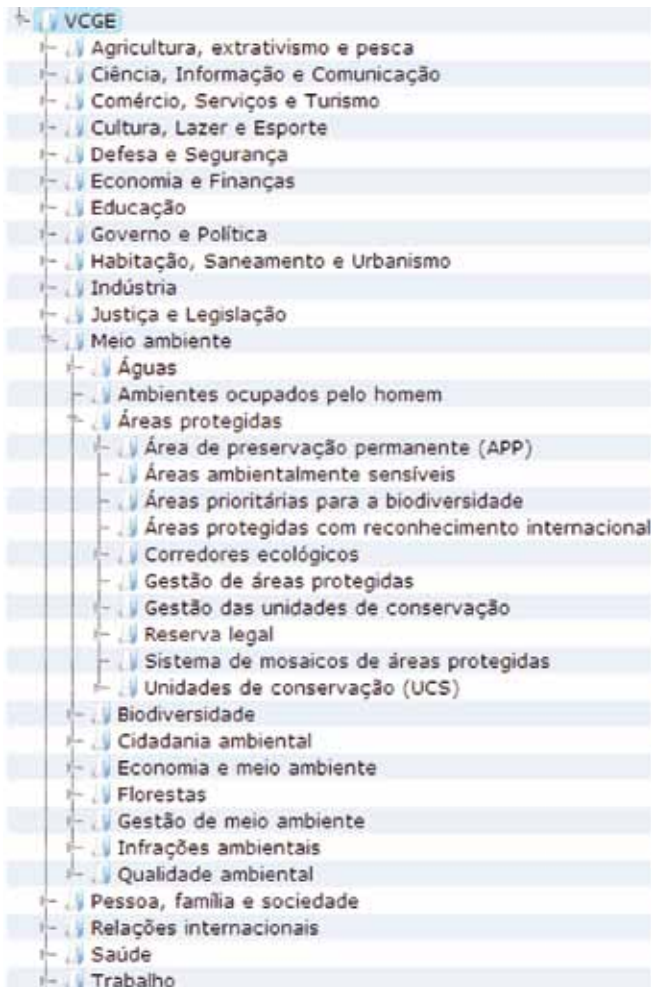 VCGE
Agricultura, extrativismo e pesca
Ciência, Informação e Comunicação
Comércio, Serviços e Turismo
Cultura, Lazer e Esporte
Defesa e Segurança
Economia e Finanças
Educação
Governo e Política
Habitação, Saneamento e Urbanismo
Indústria
Justiça e Legislação
Meio ambiente
Águas
Ambientes ocupados pelo homem
Áreas protegidas
Área de preservação permanente (APP)
Áreas ambientalmente sensíveis
Áreas prioritárias para a biodiversidade
Áreas protegidas com reconhecimento internacional
Corredores ecológicos
Gestão de áreas protegidas
Gestão das unidades de conservação
Reserva legal
Sistema de mosaicos de áreas protegidas
Unidades de conservação (UCS)
Biodiversidade
Cidadania ambiental
Economia e meio ambiente
Florestas
Gestão de meio ambiente
Infrações ambientais
Qualidade ambiental
Pessoa, família e sociedade
Relações internacionais
Saúde
Trabalho